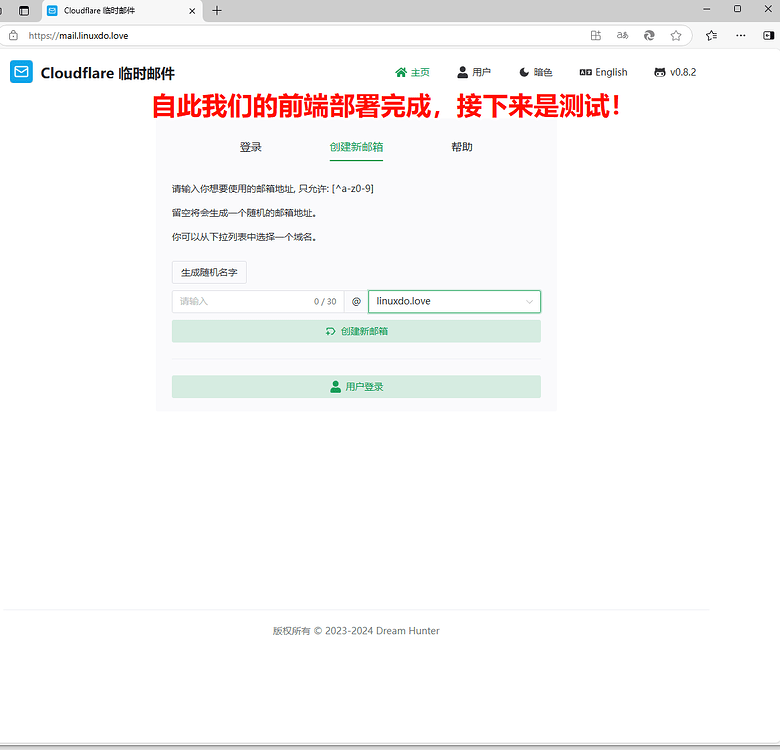 Cloudflare 临时邮件
https://mail.linuxdo.love
aあ
Cloudflare 临时邮件
主页
用户
暗色
English
v0.8.2
自此我们的前端部署完成，接下来是测试！
登录
创建新邮箱
帮助
请输入你想要使用的邮箱地址, 只允许: [^a-z0-9]
留空将会生成一个随机的邮箱地址。
你可以从下拉列表中选择一个域名。
生成随机名字
请输入 0 / 30 @ linuxdo.love
创建新邮箱
用户登录
版权所有 © 2023-2024 Dream Hunter